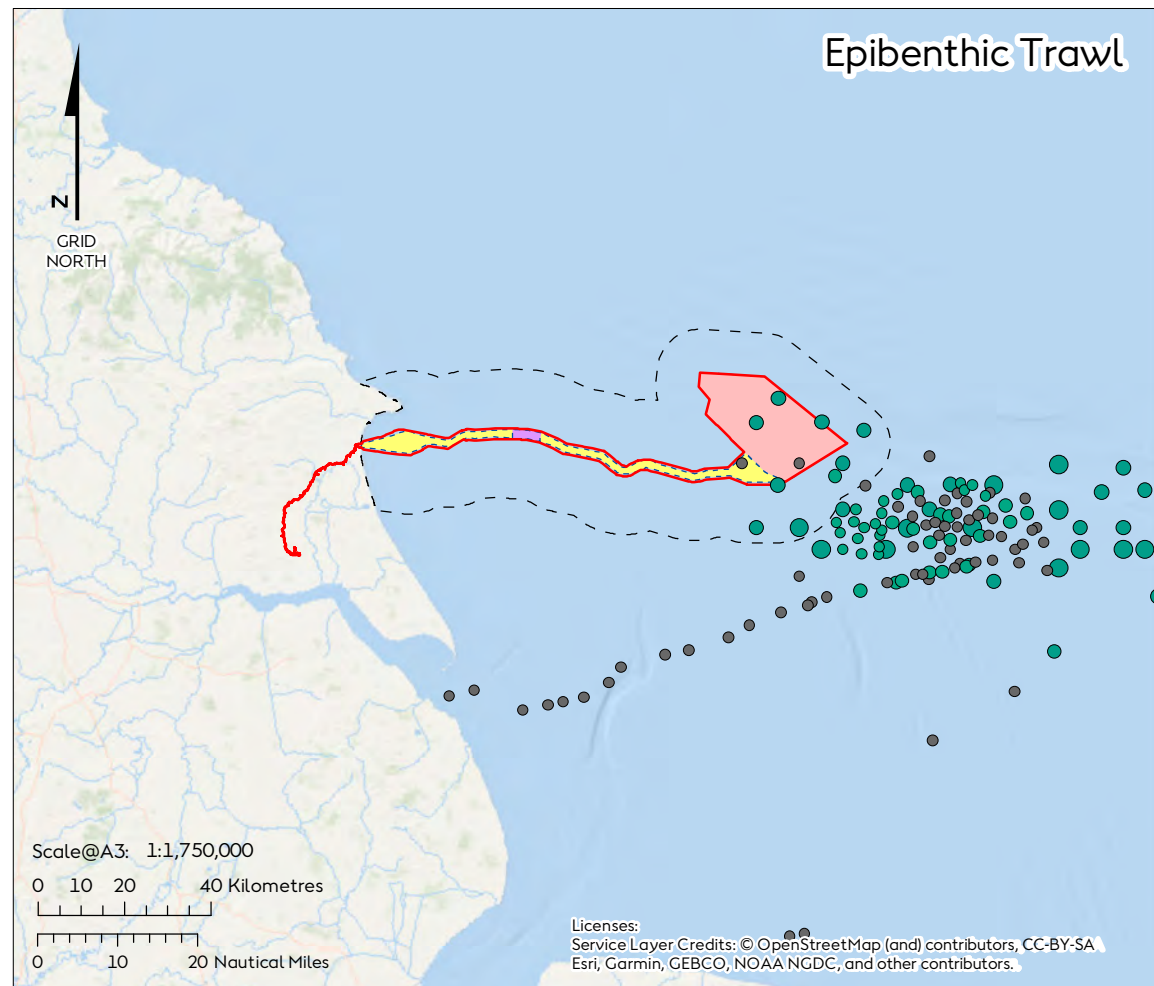 Epibenthic Trawl
N
GRID
NORTH
Scale@A3: 1:1,750,000
0 10 20 40 Kilometres
0 10 20 Nautical Miles
Licenses:
Service Layer Credits: © OpenStreetMap (and) contributors, CC-BY-SA
Esri, Garmin, GEBCO, NOAA NGDC, and other contributors.